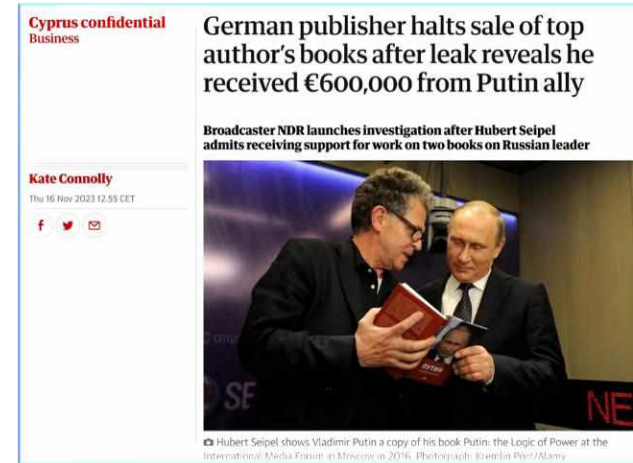 Cyprus confidential
Business
German publisher halts sale of top
author's books after leak reveals he
received €600,000 from Putin ally
Broadcaster NDR launches investigation after Hubert Seipel
admits receiving support for work on two books on Russian leader
Kate Connolly
Thu 16 Nov 2023 12.55 CET
ПУТИН
SE
NE
Hubert Seipel shows Vladimir Putin a copy of his book Putin: the Logic of Power at the
International Media Forum in Moscow in 2016. Photograph: Kremlin Pool/Alamy